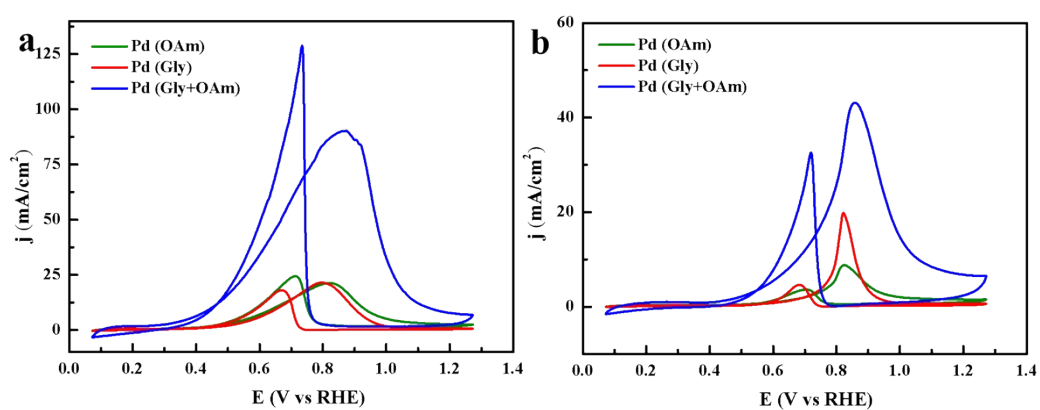 a
Pd (OAm)
Pd (Gly)
Pd (Gly+OAm)
125
100
75
50
25
0
j (mA/cm²)
0.0 0.2 0.4 0.6 0.8 1.0 1.2 1.4
E (V vs RHE)
b
Pd (OAm)
Pd (Gly)
Pd (Gly+OAm)
60
40
20
0
j (mA/cm²)
0.0 0.2 0.4 0.6 0.8 1.0 1.2 1.4
E (V vs RHE)